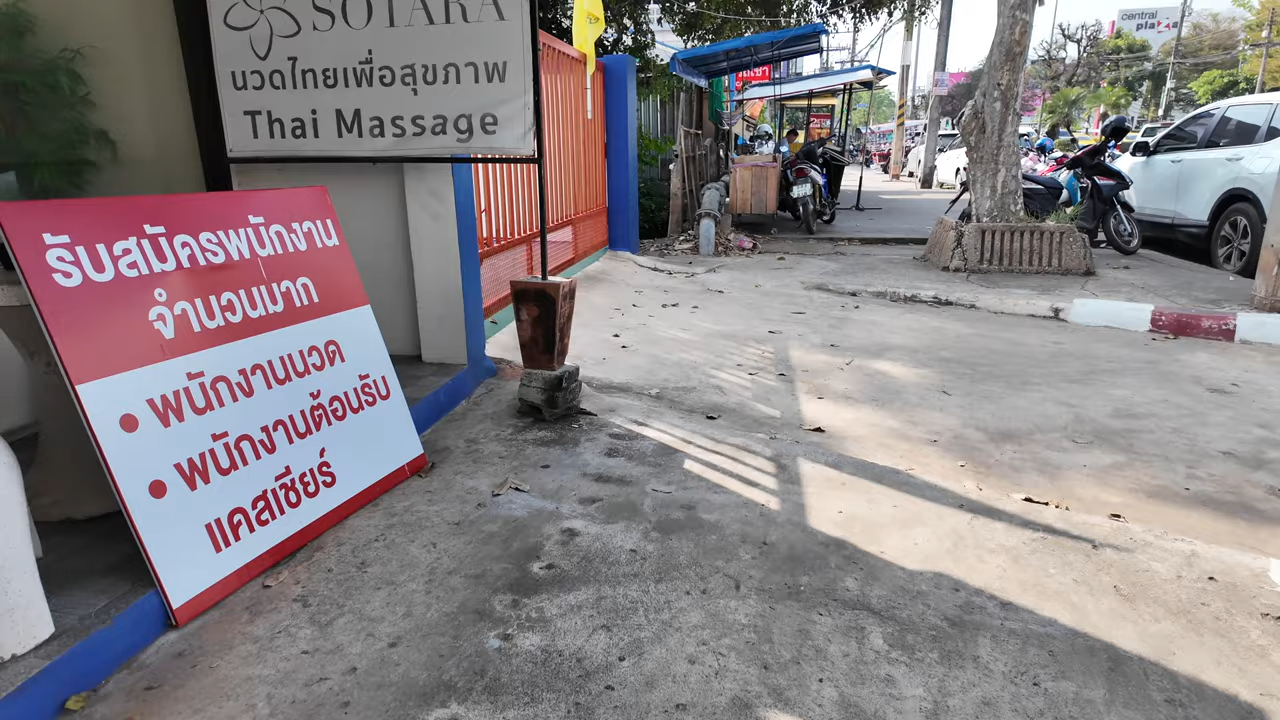 SOTARA
นวดไทยเพื่อสุขภาพ
Thai Massage
รับสมัครพนักงาน
จำนวนมาก
• พนักงานนวด
• พนักงานต้อนรับ
แคสเชียร์
central
plaza